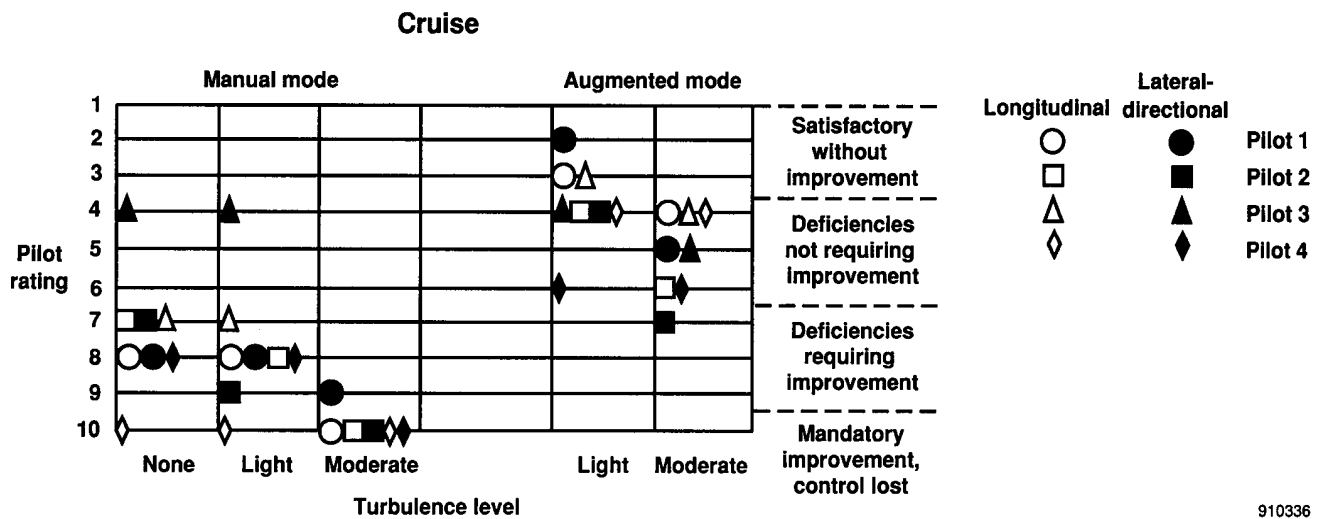 Cruise
Manual mode
Augmented mode
1
2
3
4
5
6
7
8
9
10
Pilot
rating
None
Light
Moderate
Light
Moderate
Turbulence level
Satisfactory
without
improvement
Deficiencies
not requiring
improvement
Deficiencies
requiring
improvement
Mandatory
improvement,
control lost
Longitudinal
Lateral-
directional
Pilot 1
Pilot 2
Pilot 3
Pilot 4
910336